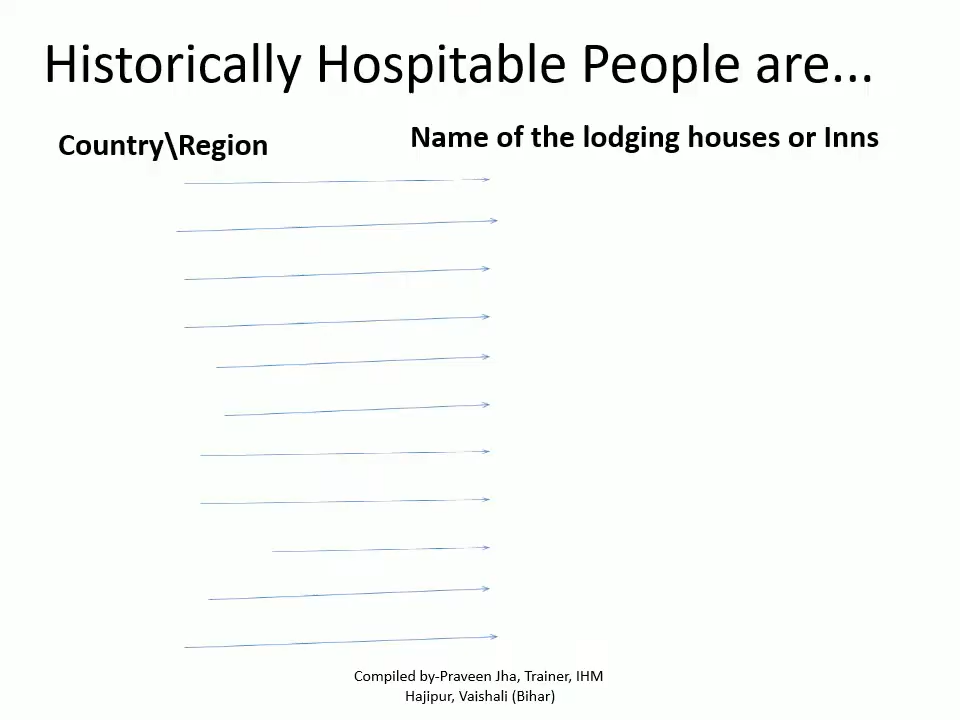 Historically Hospitable People are...
Country\Region
Name of the lodging houses or Inns
Compiled by-Praveen Jha, Trainer, IHM
Hajipur, Vaishali (Bihar)